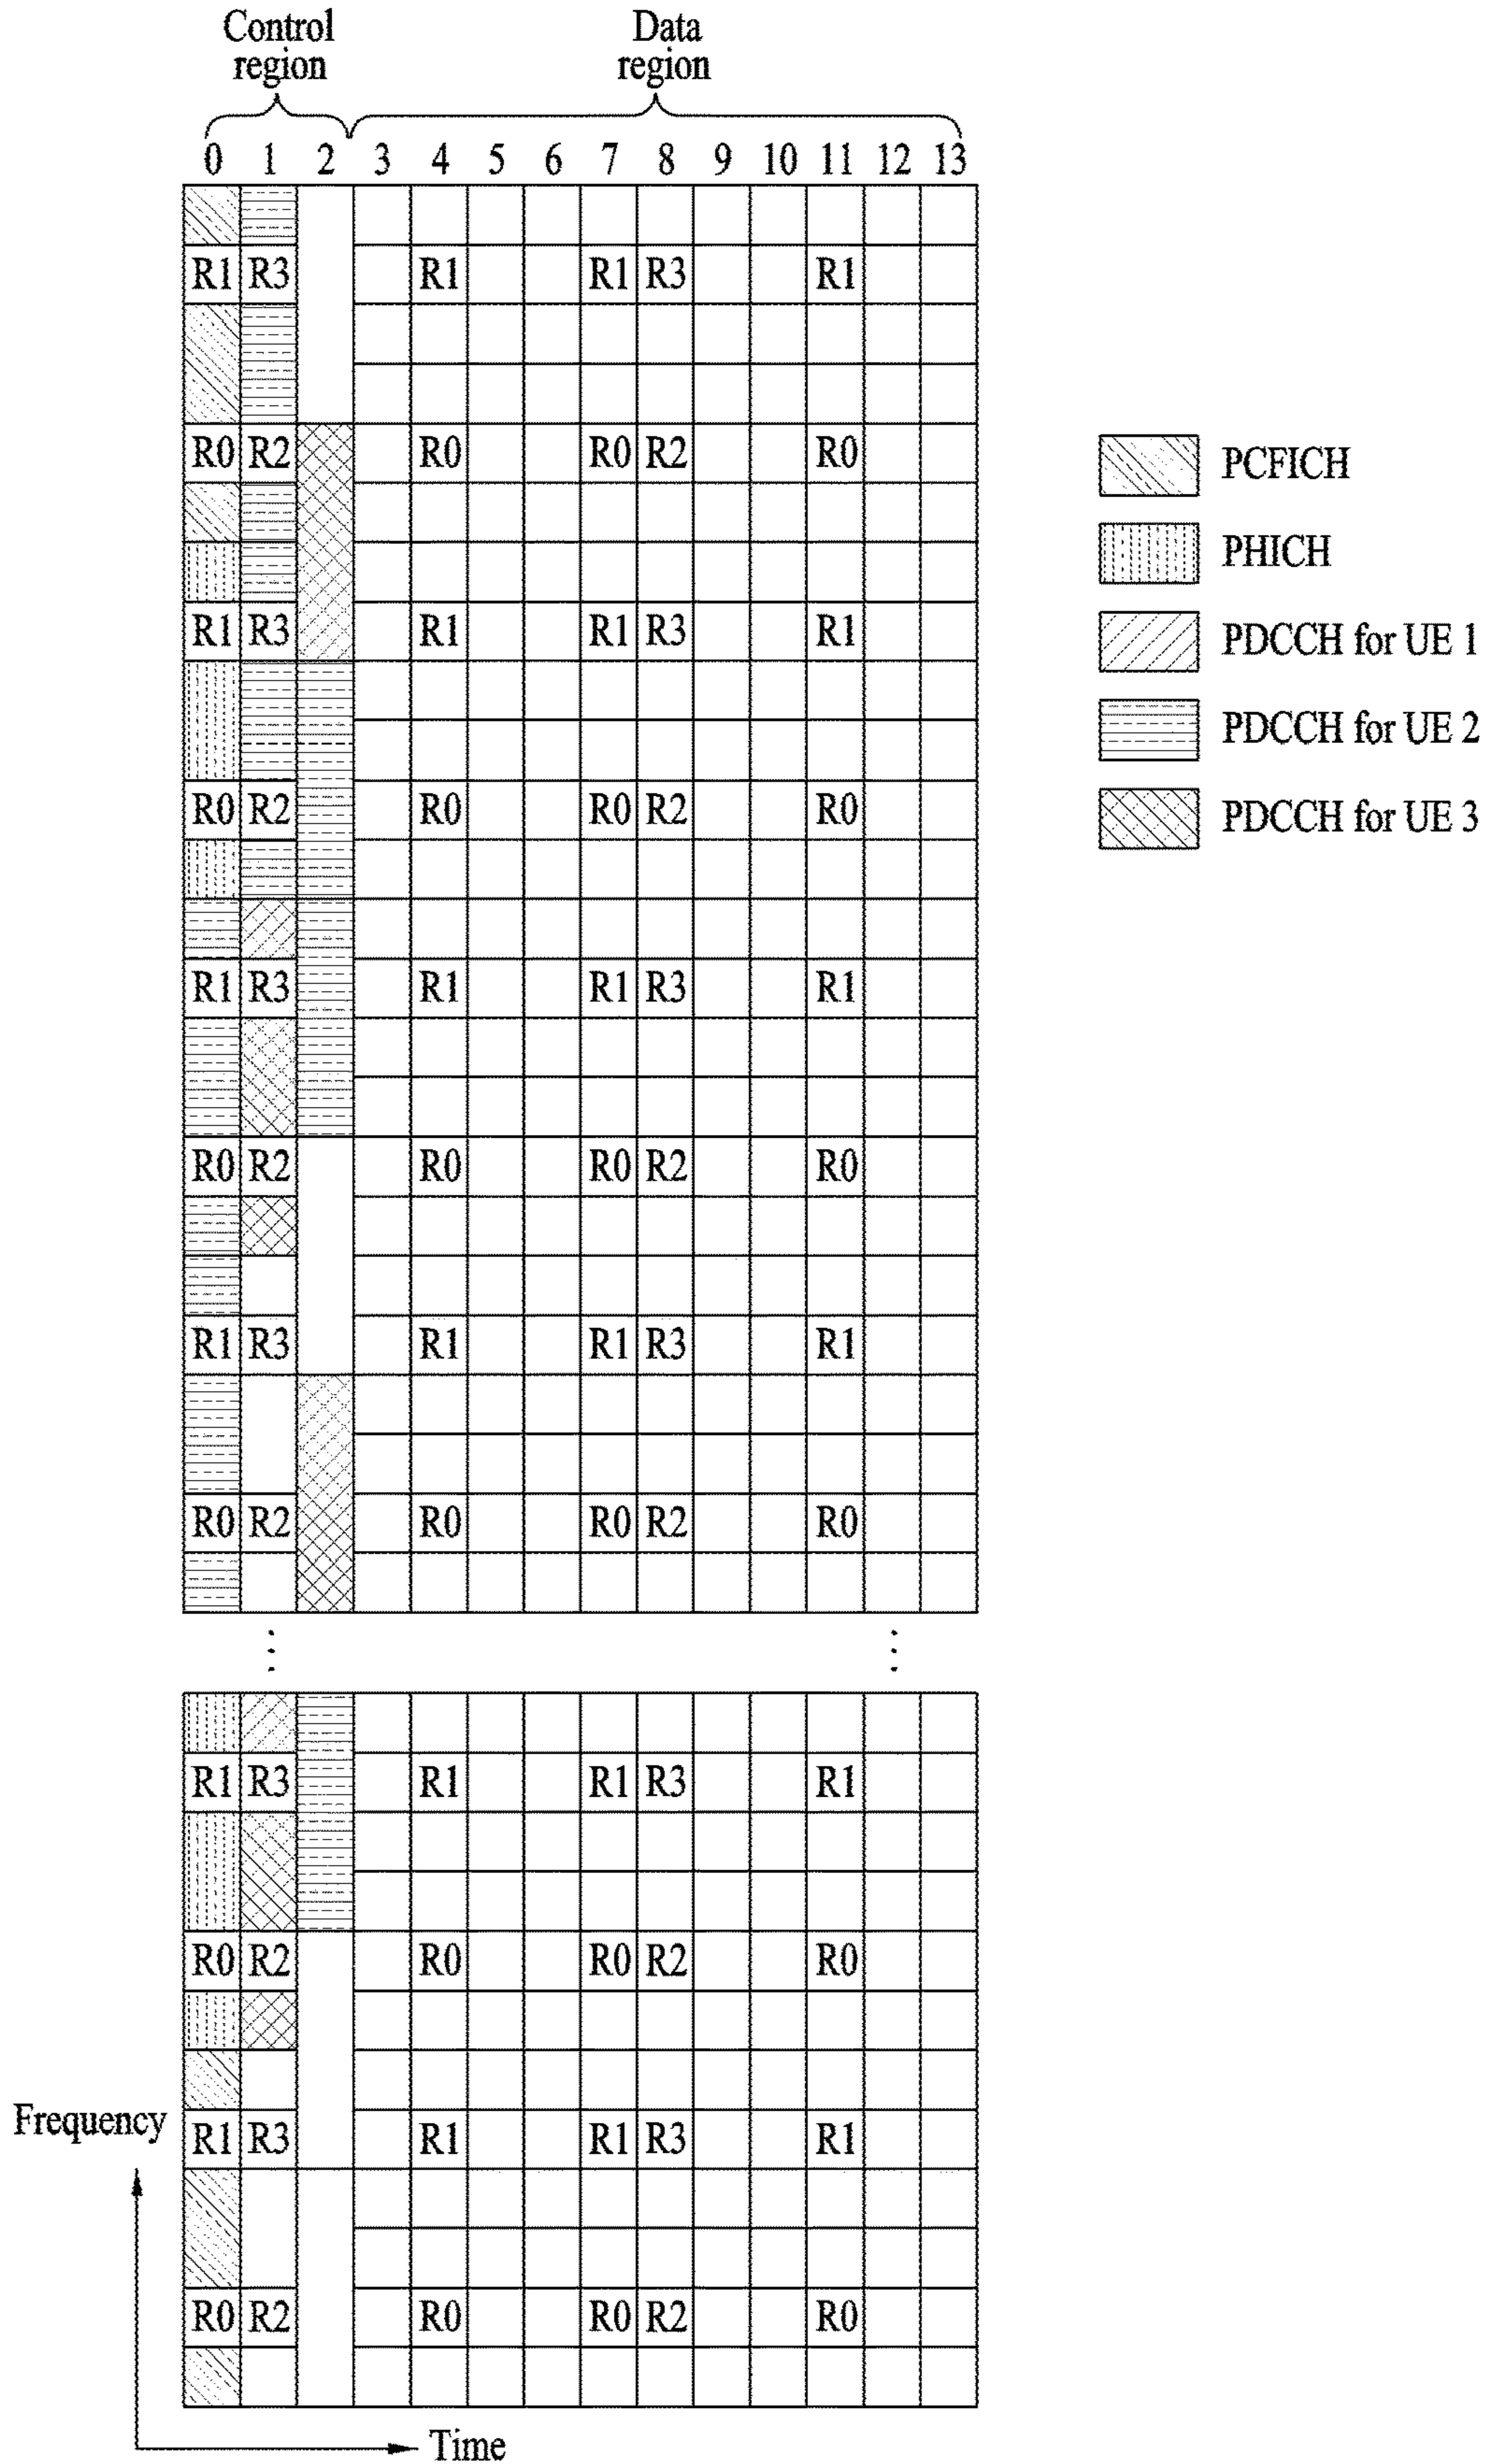 Control region
Data region
0 1 2 3 4 5 6 7 8 9 10 11 12 13
R1 R3 R1 R1 R3 R1
R0 R2 R0 R0 R2 R0
R1 R3 R1 R1 R3 R1
R0 R2 R0 R0 R2 R0
R1 R3 R1 R1 R3 R1
R0 R2 R0 R0 R2 R0
R1 R3 R1 R1 R3 R1
R0 R2 R0 R0 R2 R0
R1 R3 R1 R1 R3 R1
R0 R2 R0 R0 R2 R0
R1 R3 R1 R1 R3 R1
R0 R2 R0 R0 R2 R0
PCFICH
PHICH
PDCCH for UE 1
PDCCH for UE 2
PDCCH for UE 3
Frequency
Time